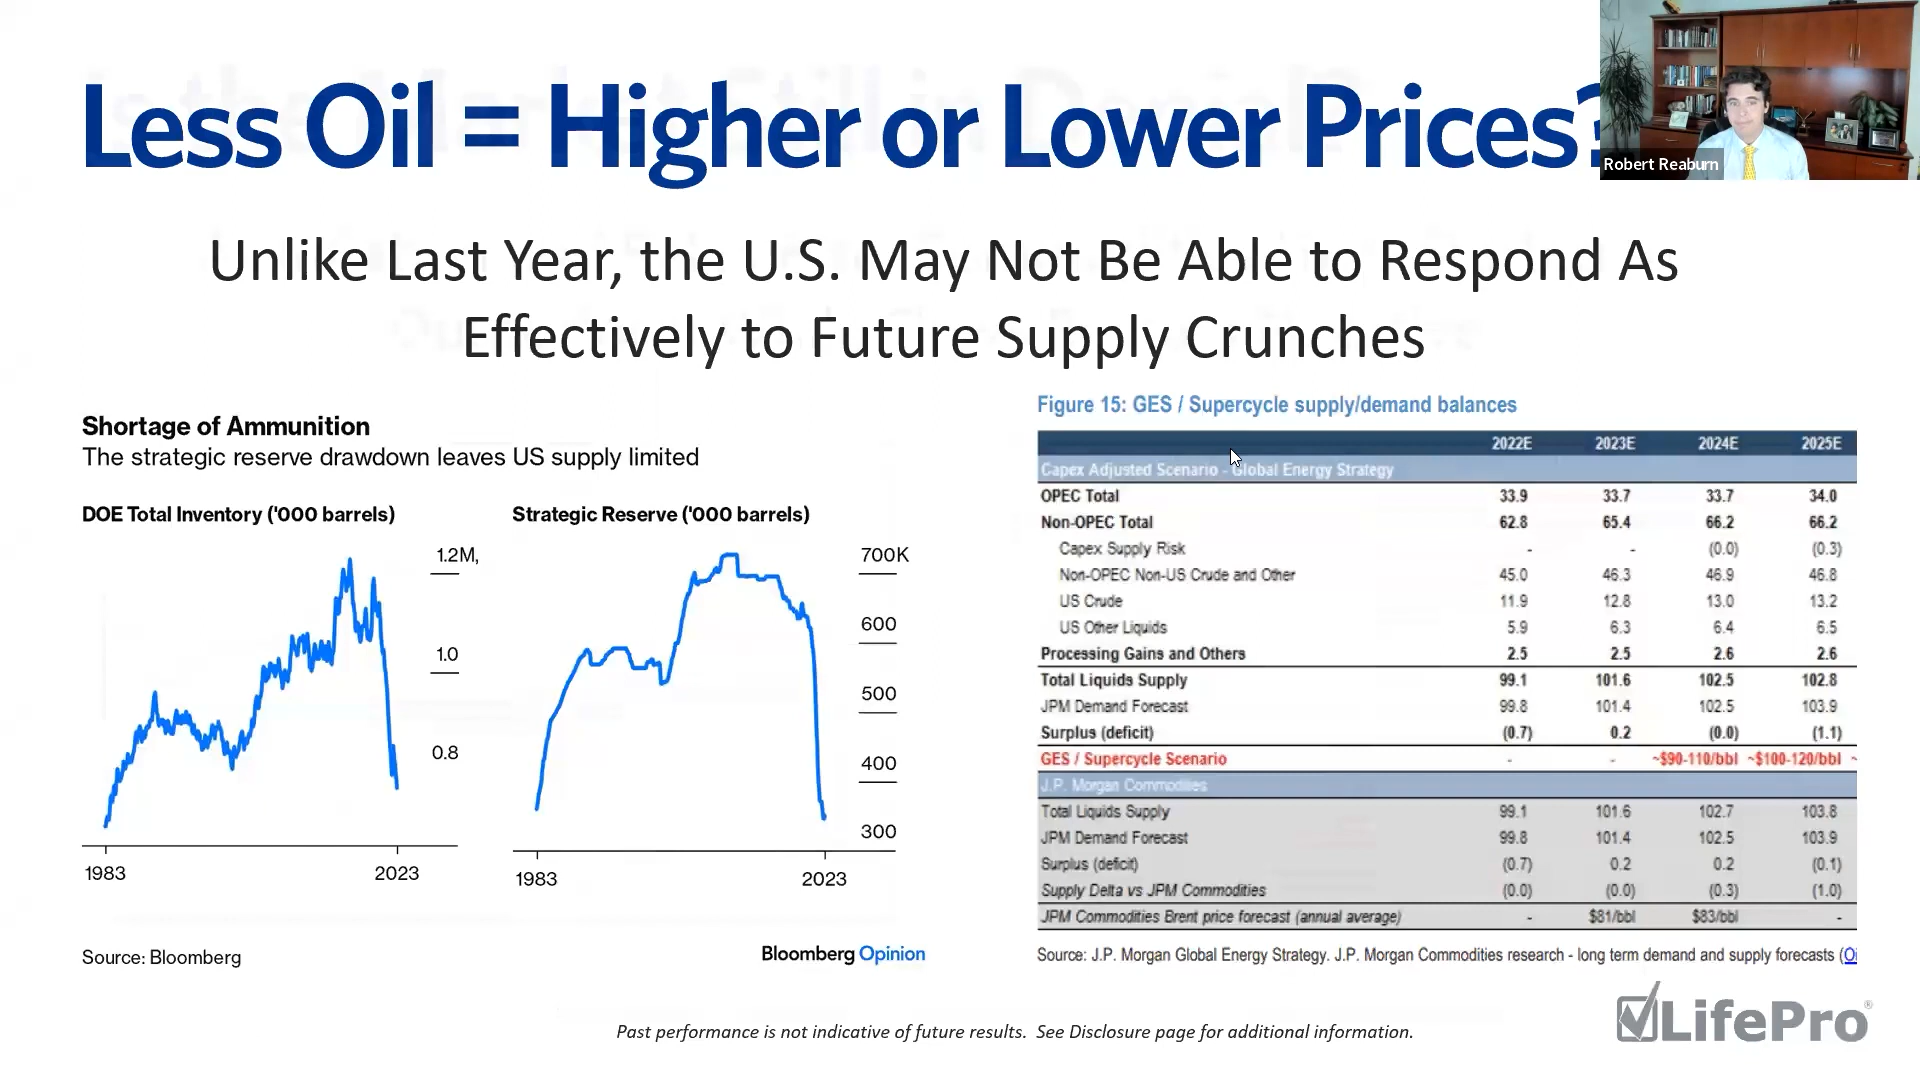 Less Oil = Higher or Lower Prices?
Robert Reaburn
Unlike Last Year, the U.S. May Not Be Able to Respond As
Effectively to Future Supply Crunches
Shortage of Ammunition
The strategic reserve drawdown leaves US supply limited
DOE Total Inventory ('000 barrels)
1.2M,
1.0
0.8
1983 2023
Strategic Reserve ('000 barrels)
700K
600
500
400
300
1983 2023
Source: Bloomberg
Bloomberg Opinion
Figure 15: GES / Supercycle supply/demand balances
2022E 2023E 2024E 2025E
Capex Adjusted Scenario - Global Energy Strategy
OPEC Total 33.9 33.7 33.7 34.0
Non-OPEC Total 62.8 65.4 66.2 66.2
Capex Supply Risk - - (0.0) (0.3)
Non-OPEC Non-US Crude and Other 45.0 46.3 46.9 46.8
US Crude 11.9 12.8 13.0 13.2
US Other Liquids 5.9 6.3 6.4 6.5
Processing Gains and Others 2.5 2.5 2.6 2.6
Total Liquids Supply 99.1 101.6 102.5 102.8
JPM Demand Forecast 99.8 101.4 102.5 103.9
Surplus (deficit) (0.7) 0.2 (0.0) (1.1)
GES / Supercycle Scenario - - ~$90-110/bbl ~$100-120/bbl ~
J.P. Morgan Commodities
Total Liquids Supply 99.1 101.6 102.7 103.8
JPM Demand Forecast 99.8 101.4 102.5 103.9
Surplus (deficit) (0.7) 0.2 0.2 (0.1)
Supply Delta vs JPM Commodities (0.0) (0.0) (0.3) (1.0)
JPM Commodities Brent price forecast (annual average) - $81/bbl $83/bbl -
Source: J.P. Morgan Global Energy Strategy. J.P. Morgan Commodities research - long term demand and supply forecasts (Oi
LifePro®
Past performance is not indicative of future results. See Disclosure page for additional information.